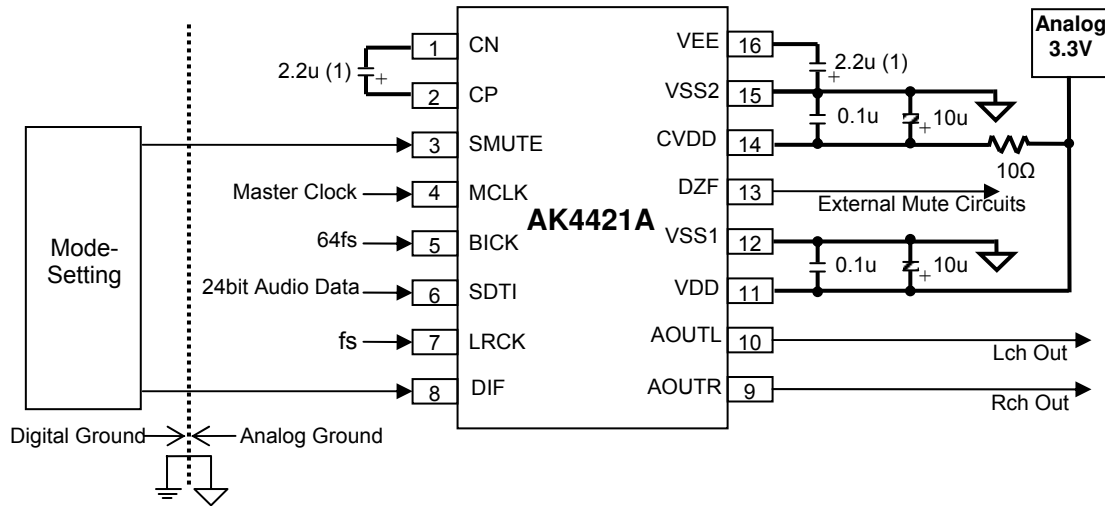 Analog
3.3V
1
CN
VEE
16
2.2u (1)
+
2.2u (1)
+
2
CP
VSS2
15
0.1u
+
10u
3
SMUTE
CVDD
14
10Ω
Master Clock
4
MCLK
DZF
13
External Mute Circuits
AK4421A
Mode-
Setting
64fs
5
BICK
VSS1
12
0.1u
+
10u
24bit Audio Data
6
SDTI
VDD
11
fs
7
LRCK
AOUTL
10
Lch Out
8
DIF
AOUTR
9
Rch Out
Digital Ground
Analog Ground